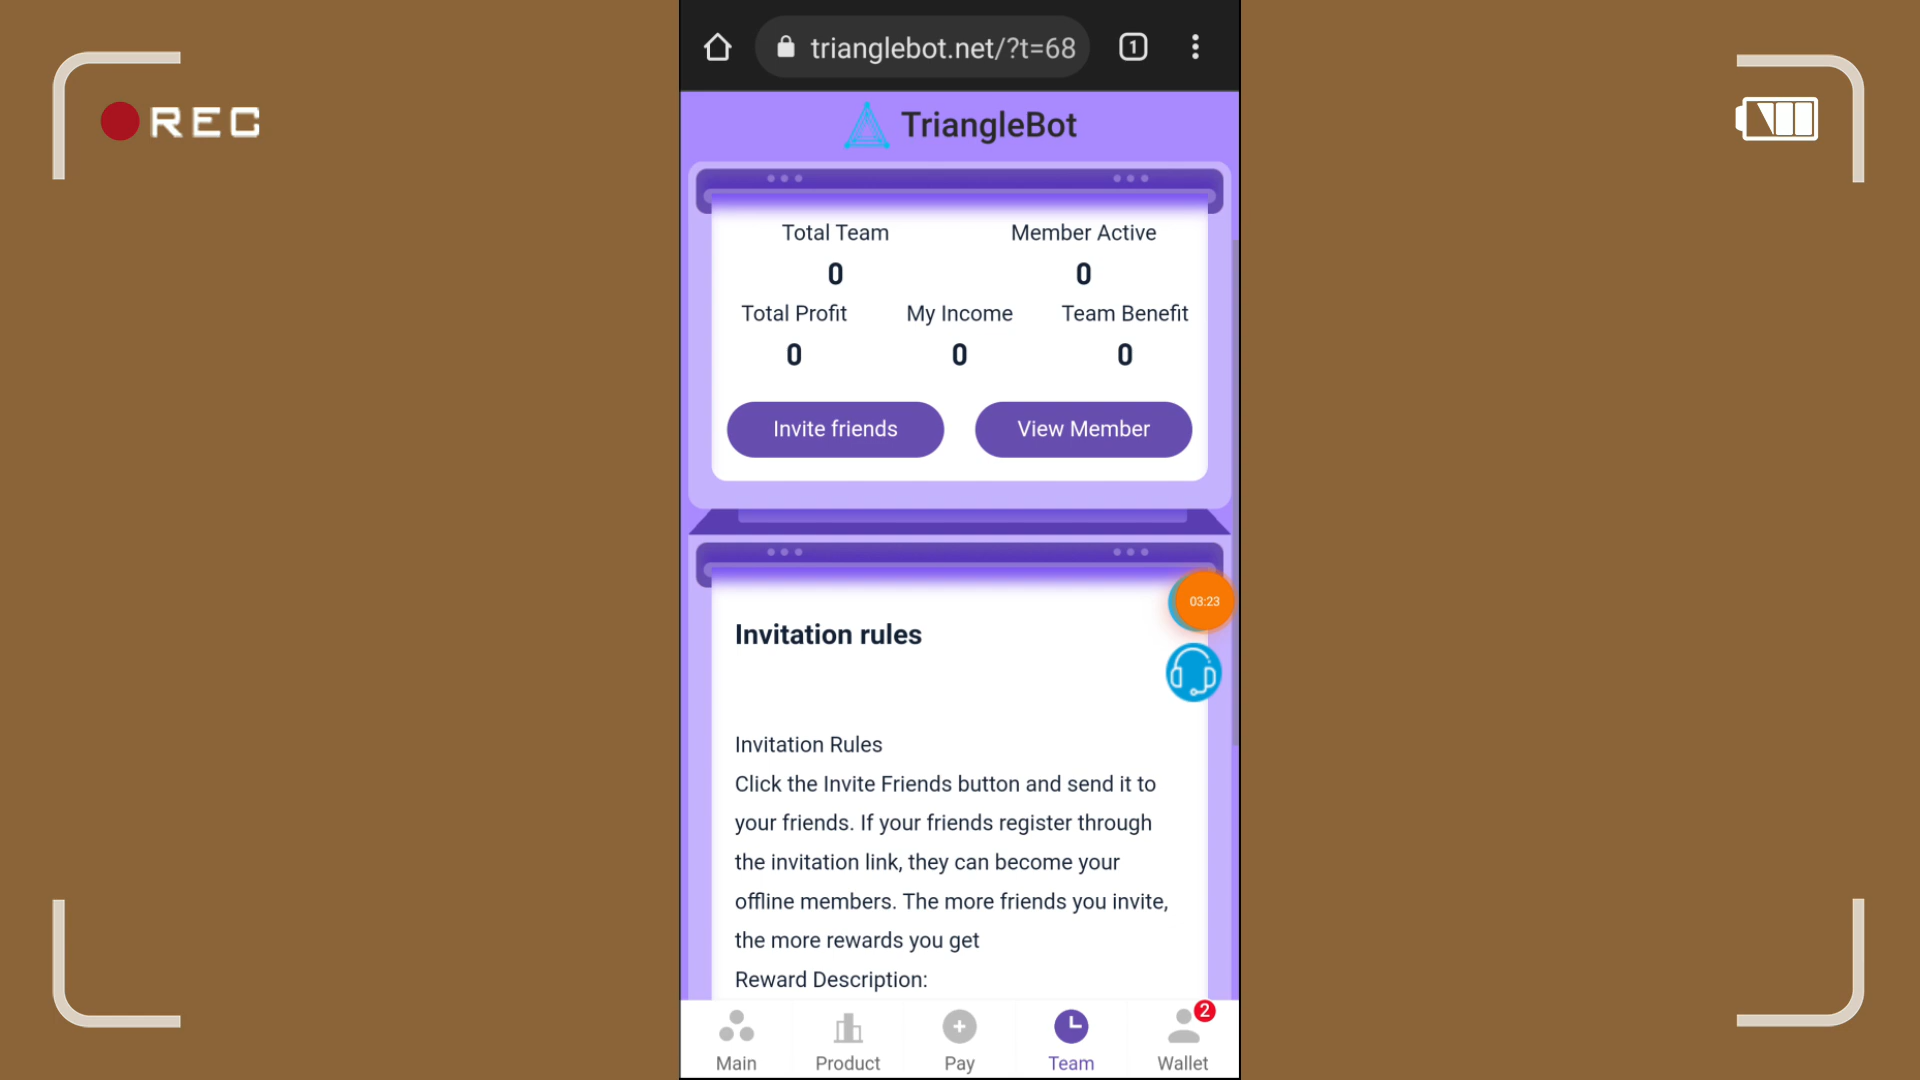 REC
trianglebot.net/?t=68
1
TriangleBot
Total Team
Member Active
0
0
Total Profit
My Income
Team Benefit
0
0
0
Invite friends
View Member
03:23
Invitation rules
Invitation Rules
Click the Invite Friends button and send it to
your friends. If your friends register through
the invitation link, they can become your
offline members. The more friends you invite,
the more rewards you get
Reward Description:
2
Main
Product
Pay
Team
Wallet